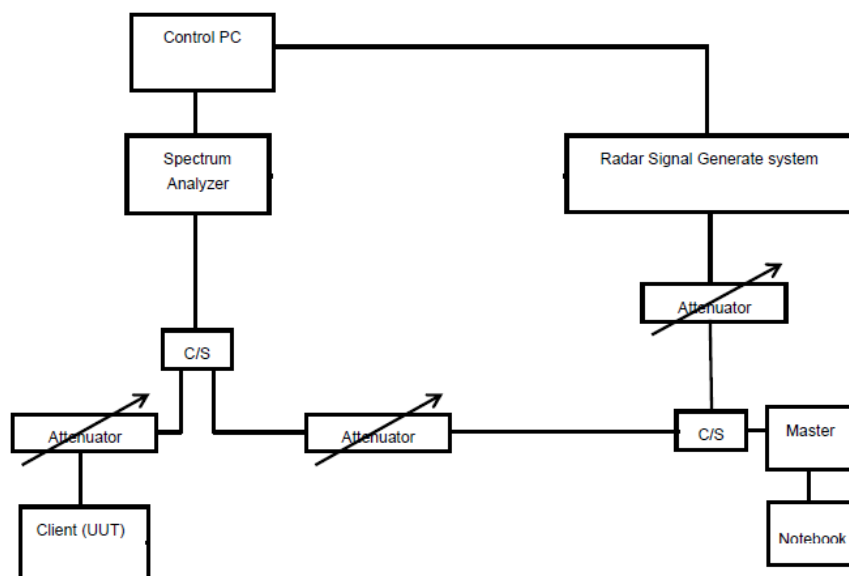 Control PC
Spectrum
Analyzer
Radar Signal Generate system
Attenuator
C/S
Attenuator
Attenuator
C/S
Master
Client (UUT)
Notebook